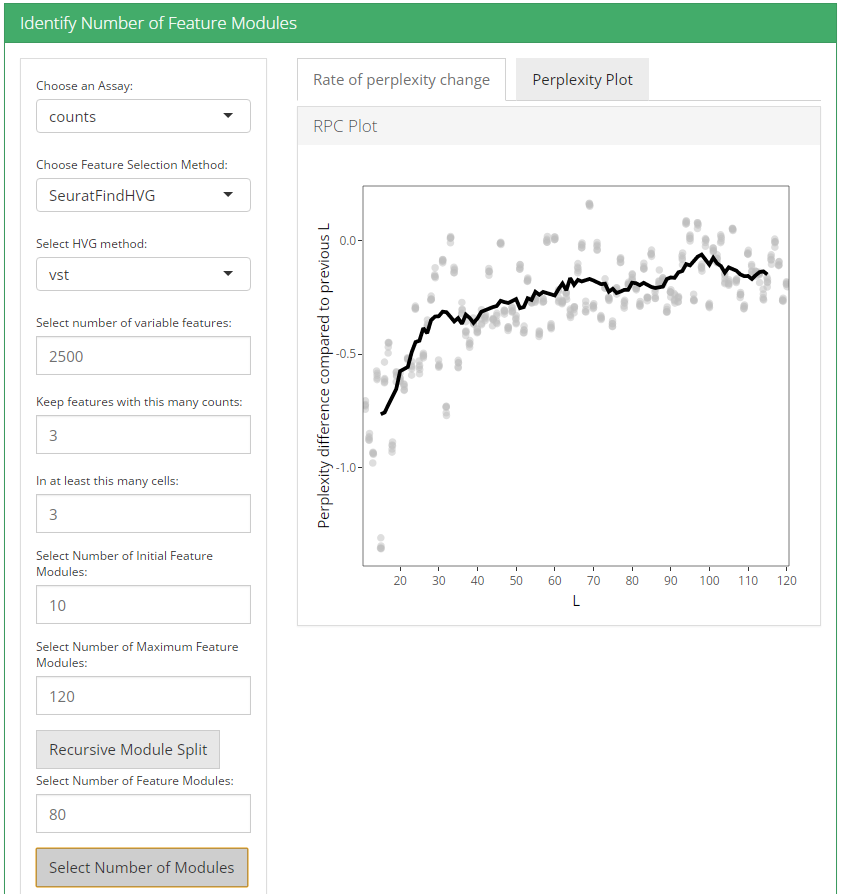 Identify Number of Feature Modules
Choose an Assay:
counts
Choose Feature Selection Method:
SeuratFindHVG
Select HVG method:
vst
Select number of variable features:
2500
Keep features with this many counts:
3
In at least this many cells:
3
Select Number of Initial Feature
Modules:
10
Select Number of Maximum Feature
Modules:
120
Recursive Module Split
Select Number of Feature Modules:
80
Select Number of Modules
Rate of perplexity change
Perplexity Plot
RPC Plot
Perplexity difference compared to previous L
0.0
-0.5
-1.0
20 30 40 50 60 70 80 90 100 110 120
L